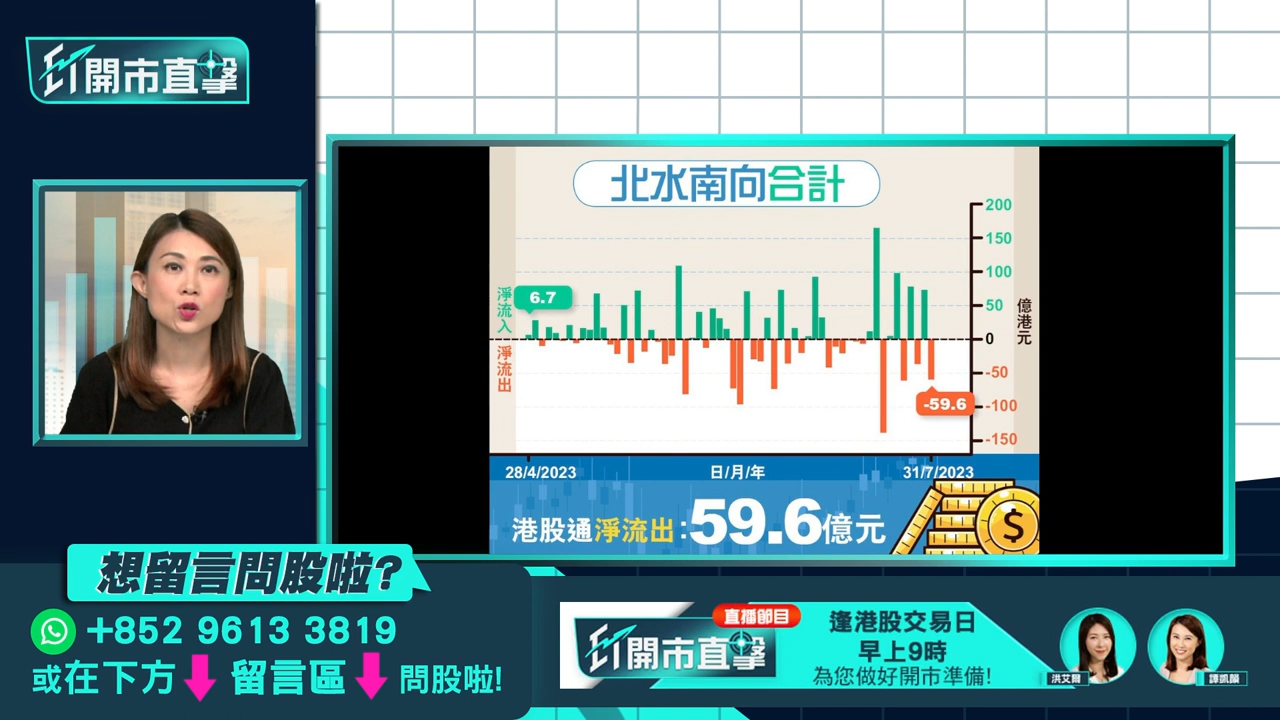 ET開市直擊
北水南向合計
200
150
100
50
0
-50
-100
-150
億港元
淨流入
淨流出
6.7
-59.6
28/4/2023
日/月/年
31/7/2023
港股通淨流出:59.6億元
$
想留言問股啦?
+852 9613 3819
或在下方 留言區 問股啦!
直播節目
ET開市直擊
逢港股交易日
早上9時
為您做好開市準備!
洪艾爾
譚凱韻